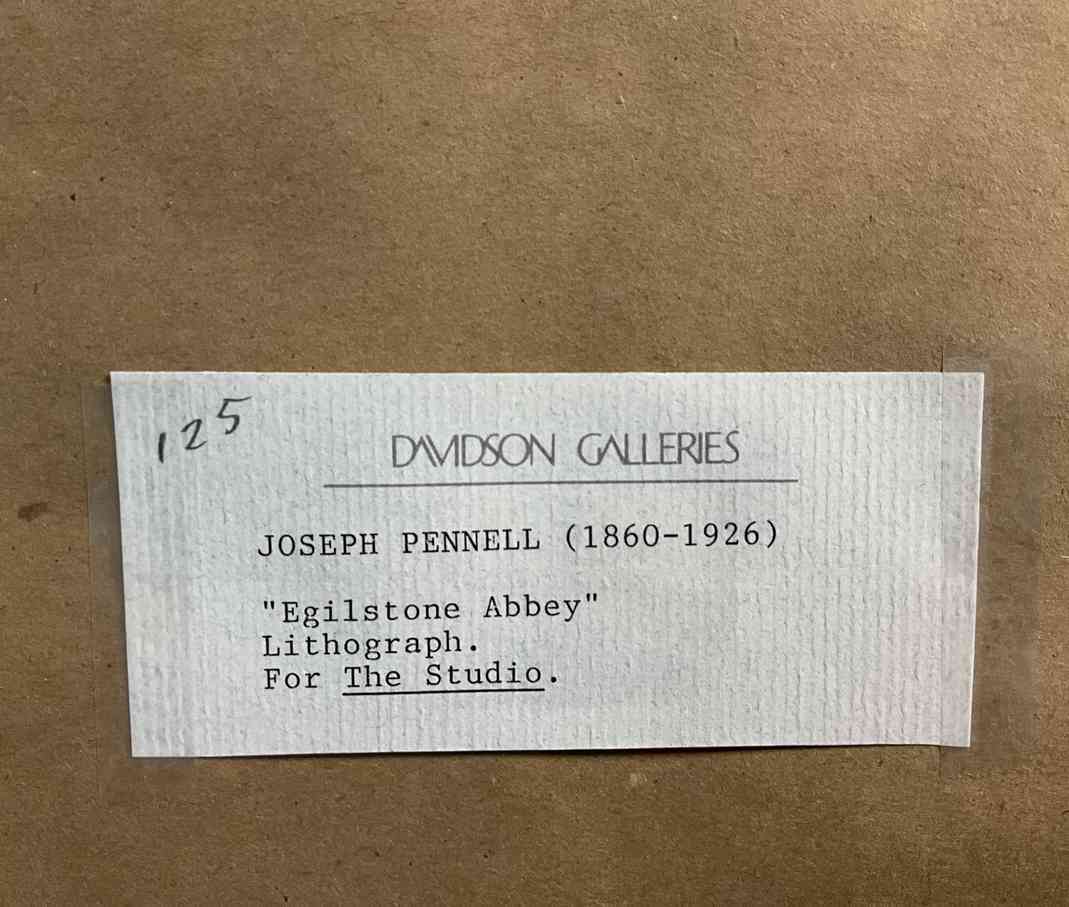 125
DAVIDSON GALLERIES
JOSEPH PENNELL (1860-1926)
"Egilstone Abbey"
Lithograph.
For The Studio.